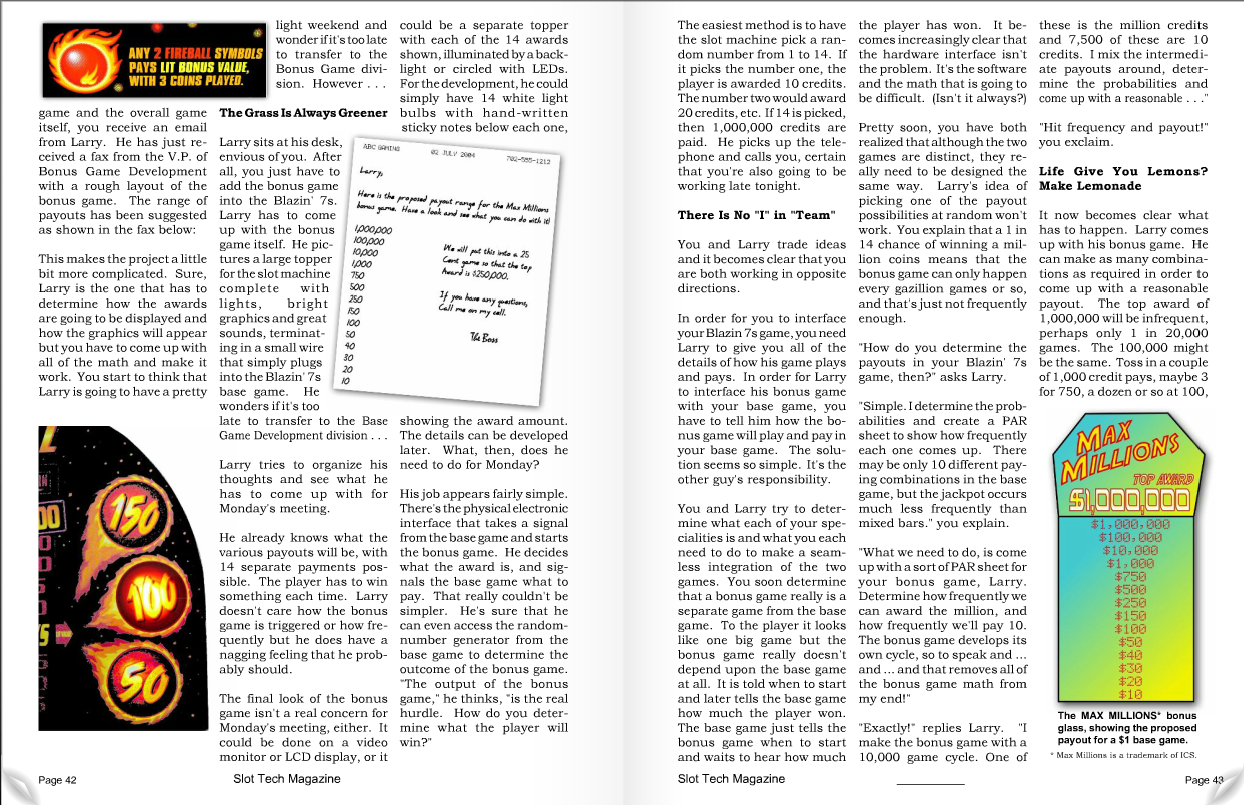 ANY 2 FIREBALL SYMBOLS
PAYS LIT BONUS VALUE,
WITH 3 COINS PLAYED.
game and the overall game
itself, you receive an email
from Larry. He has just re-
ceived a fax from the V.P. of
Bonus Game Development
with a rough layout of the
bonus game. The range of
payouts has been suggested
as shown in the fax below:
This makes the project a little
bit more complicated. Sure,
Larry is the one that has to
determine how the awards
are going to be displayed and
how the graphics will appear
but you have to come up with
all of the math and make it
work. You start to think that
Larry is going to have a pretty
150
100
50
light weekend and
wonder if it's too late
to transfer to the
Bonus Game divi-
sion. However . . .
The Grass Is Always Greener
Larry sits at his desk,
envious of you. After
all, you just have to
add the bonus game
into the Blazin' 7s.
Larry has to come
up with the bonus
game itself. He pic-
tures a large topper
for the slot machine
complete with
lights, bright
graphics and great
sounds, terminat-
ing in a small wire
that simply plugs
into the Blazin' 7s
base game. He
wonders if it's too
late to transfer to the Base
Game Development division . . .
Larry tries to organize his
thoughts and see what he
has to come up with for
Monday's meeting.
He already knows what the
various payouts will be, with
14 separate payments pos-
sible. The player has to win
something each time. Larry
doesn't care how the bonus
game is triggered or how fre-
quently but he does have a
nagging feeling that he prob-
ably should.
The final look of the bonus
game isn't a real concern for
Monday's meeting, either. It
could be done on a video
monitor or LCD display, or it
could be a separate topper
with each of the 14 awards
shown, illuminated by a back-
light or circled with LEDs.
For the development, he could
simply have 14 white light
bulbs with hand-written
sticky notes below each one,
ABC GAMING 02 JULY 2004 702-555-1212
Larry,
Here is the proposed payout range for the Max Millions
bonus game. Have a look and see what you can do with it!
1,000,000
100,000
10,000
1,000
750
500
250
150
100
50
40
30
20
10
We will put this into a 25
Cent game so that the top
Award is $250,000.
If you have any questions,
Call me on my cell.
The Boss
showing the award amount.
The details can be developed
later. What, then, does he
need to do for Monday?
His job appears fairly simple.
There's the physical electronic
interface that takes a signal
from the base game and starts
the bonus game. He decides
what the award is, and sig-
nals the base game what to
pay. That really couldn't be
simpler. He's sure that he
can even access the random-
number generator from the
base game to determine the
outcome of the bonus game.
"The output of the bonus
game," he thinks, "is the real
hurdle. How do you deter-
mine what the player will
win?"
Page 42
Slot Tech Magazine
The easiest method is to have
the slot machine pick a ran-
dom number from 1 to 14. If
it picks the number one, the
player is awarded 10 credits.
The number two would award
20 credits, etc. If 14 is picked,
then 1,000,000 credits are
paid. He picks up the tele-
phone and calls you, certain
that you're also going to be
working late tonight.
There Is No "I" in "Team"
You and Larry trade ideas
and it becomes clear that you
are both working in opposite
directions.
In order for you to interface
your Blazin' 7s game, you need
Larry to give you all of the
details of how his game plays
and pays. In order for Larry
to interface his bonus game
with your base game, you
have to tell him how the bo-
nus game will play and pay in
your base game. The solu-
tion seems so simple. It's the
other guy's responsibility.
You and Larry try to deter-
mine what each of your spe-
cialities is and what you each
need to do to make a seam-
less integration of the two
games. You soon determine
that a bonus game really is a
separate game from the base
game. To the player it looks
like one big game but the
bonus game really doesn't
depend upon the base game
at all. It is told when to start
and later tells the base game
how much the player won.
The base game just tells the
bonus game when to start
and waits to hear how much
the player has won. It be-
comes increasingly clear that
the hardware interface isn't
the problem. It's the software
and the math that is going to
be difficult. (Isn't it always?)
Pretty soon, you have both
realized that although the two
games are distinct, they re-
ally need to be designed the
same way. Larry's idea of
picking one of the payout
possibilities at random won't
work. You explain that a 1 in
14 chance of winning a mil-
lion coins means that the
bonus game can only happen
every gazillion games or so,
and that's just not frequently
enough.
"How do you determine the
payouts in your Blazin' 7s
game, then?" asks Larry.
"Simple. I determine the prob-
abilities and create a PAR
sheet to show how frequently
each one comes up. There
may be only 10 different pay-
ing combinations in the base
game, but the jackpot occurs
much less frequently than
mixed bars." you explain.
"What we need to do, is come
up with a sort of PAR sheet for
your bonus game, Larry.
Determine how frequently we
can award the million, and
how frequently we'll pay 10.
The bonus game develops its
own cycle, so to speak and ...
and ... and that removes all of
the bonus game math from
my end!"
"Exactly!" replies Larry. "I
make the bonus game with a
10,000 game cycle. One of
these is the million credits
and 7,500 of these are 10
credits. I mix the intermedi-
ate payouts around, deter-
mine the probabilities and
come up with a reasonable . . ."
"Hit frequency and payout!"
you exclaim.
Life Give You Lemons?
Make Lemonade
It now becomes clear what
has to happen. Larry comes
up with his bonus game. He
can make as many combina-
tions as required in order to
come up with a reasonable
payout. The top award of
1,000,000 will be infrequent,
perhaps only 1 in 20,000
games. The 100,000 might
be the same. Toss in a couple
of 1,000 credit pays, maybe 3
for 750, a dozen or so at 100,
MAX
MILLIONS
TOP AWARD
$1,000,000
$1,000,000
$100,000
$10,000
$1,000
$750
$500
$250
$150
$100
$50
$40
$30
$20
$10
The MAX MILLIONS* bonus
glass, showing the proposed
payout for a $1 base game.
* Max Millions is a trademark of ICS.
Slot Tech Magazine
Page 43